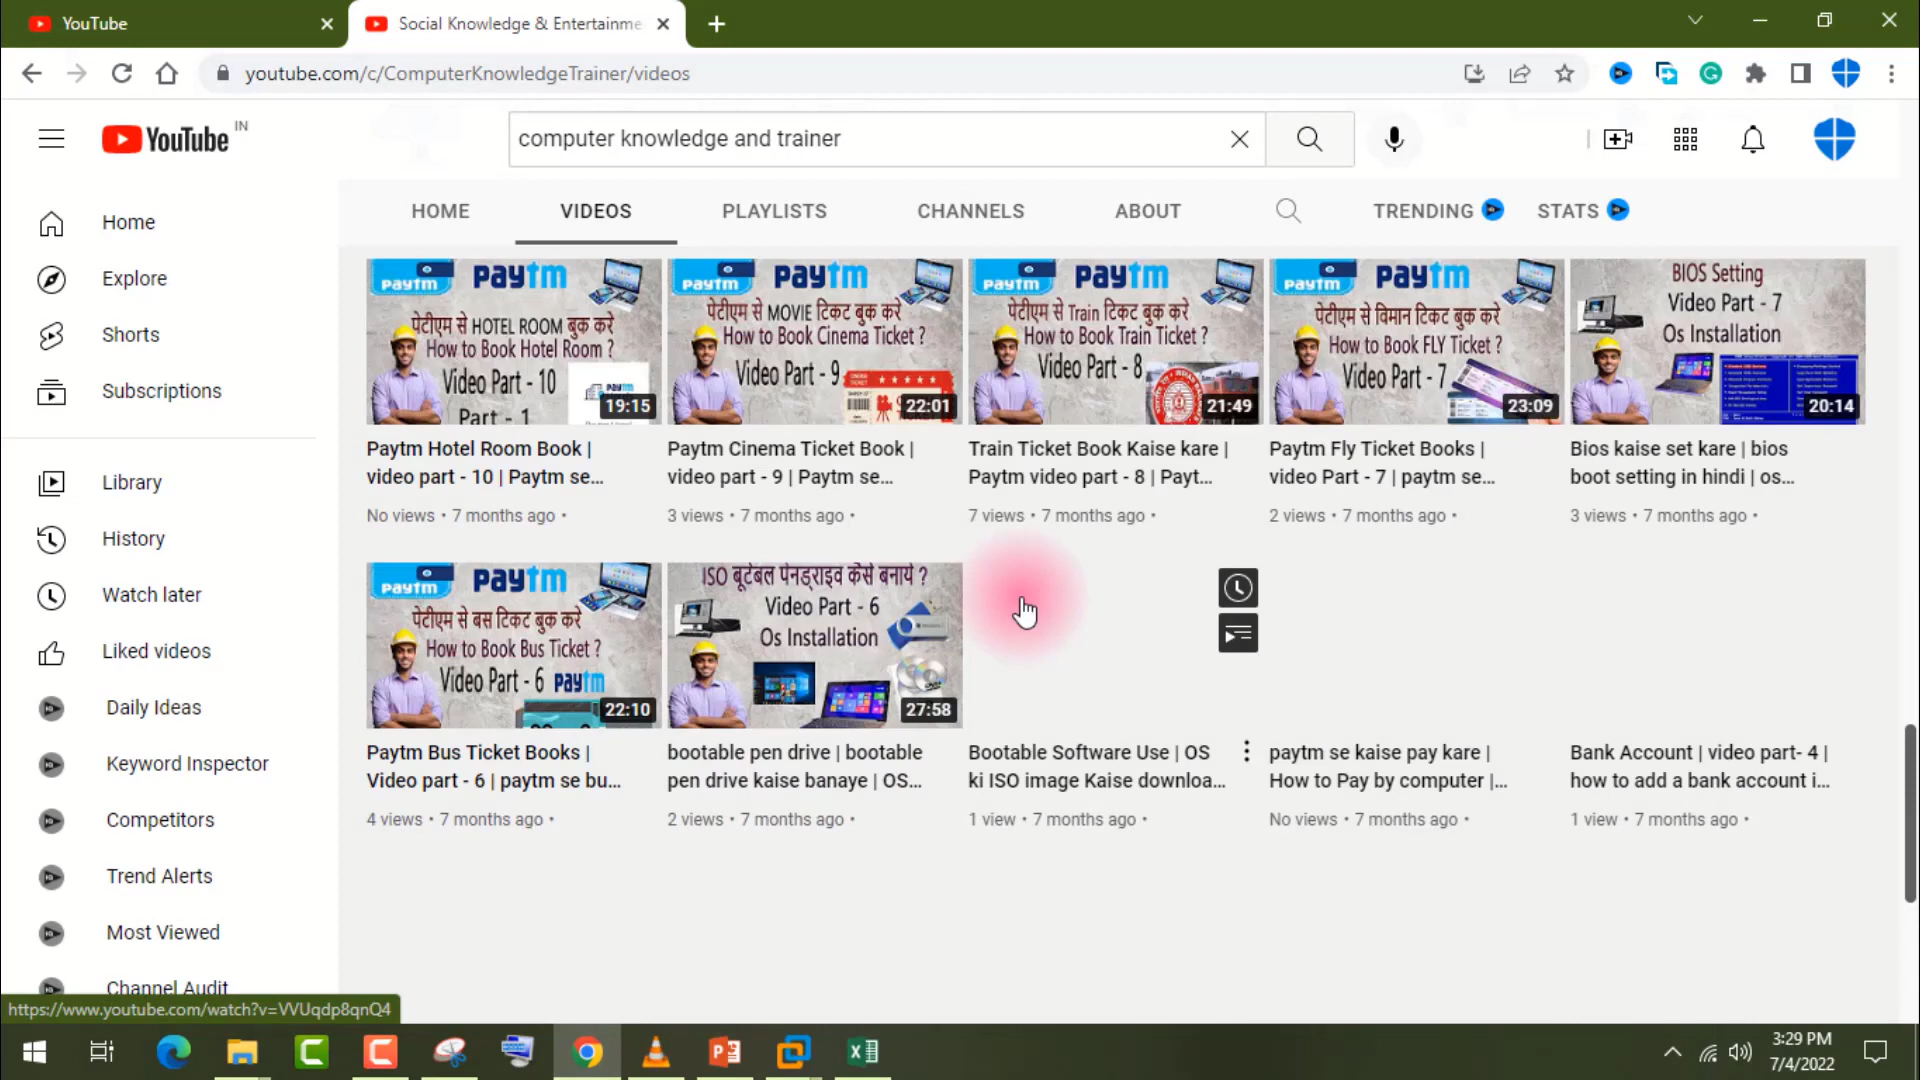 YouTube
Social Knowledge & Entertainme
youtube.com/c/ComputerKnowledgeTrainer/videos
YouTube IN
computer knowledge and trainer
HOME VIDEOS PLAYLISTS CHANNELS ABOUT TRENDING STATS
Home
Explore
Shorts
Subscriptions
Library
History
Watch later
Liked videos
Daily Ideas
Keyword Inspector
Competitors
Trend Alerts
Most Viewed
Channel Audit
paytm paytm
पेटीएम से HOTEL ROOM बुक करे
How to Book Hotel Room ?
Video Part - 10
Part - 1
paytm
19:15
Paytm Hotel Room Book |
video part - 10 | Paytm se...
No views • 7 months ago •
paytm paytm
पेटीएम से MOVIE टिकट बुक करे
How to Book Cinema Ticket ?
Video Part - 9
22:01
Paytm Cinema Ticket Book |
video part - 9 | Paytm se...
3 views • 7 months ago •
paytm paytm
पेटीएम से Train टिकट बुक करे
How to Book Train Ticket ?
Video Part - 8
21:49
Train Ticket Book Kaise kare |
Paytm video part - 8 | Payt...
7 views • 7 months ago •
paytm paytm
पेटीएम से विमान टिकट बुक करे
How to Book FLY Ticket ?
Video Part - 7
23:09
Paytm Fly Ticket Books |
video Part - 7 | paytm se...
2 views • 7 months ago •
BIOS Setting
Video Part - 7
Os Installation
20:14
Bios kaise set kare | bios
boot setting in hindi | os...
3 views • 7 months ago •
paytm paytm
पेटीएम से बस टिकट बुक करे
How to Book Bus Ticket ?
Video Part - 6 paytm
22:10
Paytm Bus Ticket Books |
Video part - 6 | paytm se bu...
4 views • 7 months ago •
ISO बूटेबल पेनड्राइव कैसे बनाये ?
Video Part - 6
Os Installation
27:58
bootable pen drive | bootable
pen drive kaise banaye | OS...
2 views • 7 months ago •
Bootable Software Use | OS
ki ISO image Kaise downloa...
1 view • 7 months ago •
paytm se kaise pay kare |
How to Pay by computer |...
No views • 7 months ago •
Bank Account | video part- 4 |
how to add a bank account i...
1 view • 7 months ago •
https://www.youtube.com/watch?v=VVUqdp8qnQ4
3:29 PM
7/4/2022